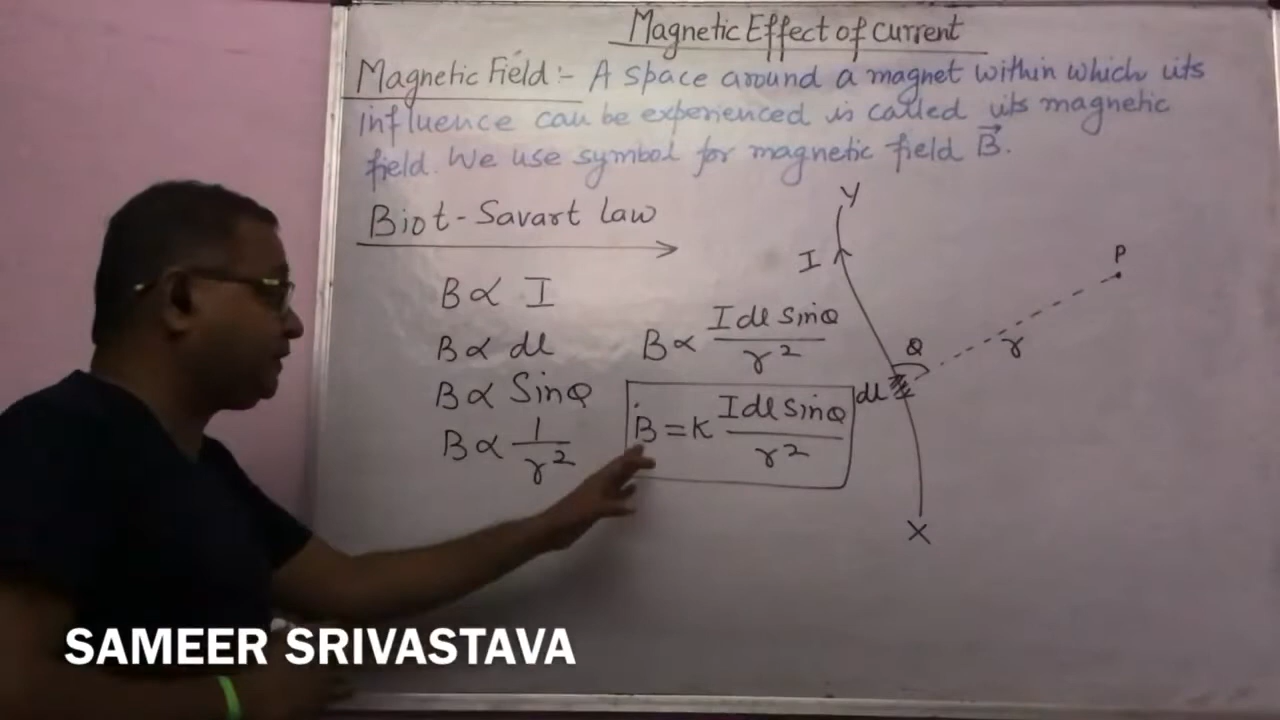 Magnetic Effect of current
Magnetic Field :- A space around a magnet within which its
influence can be experienced is called its magnetic
field. We use symbol for magnetic field B⃗.
Biot-Savart Law
B ∝ I
B ∝ dl
B ∝ Sinθ
B ∝ 1/r²
B ∝ I dl sinθ / r²
B = K I dl sinθ / r²
Y
I
P
θ
r
dl
X
SAMEER SRIVASTAVA